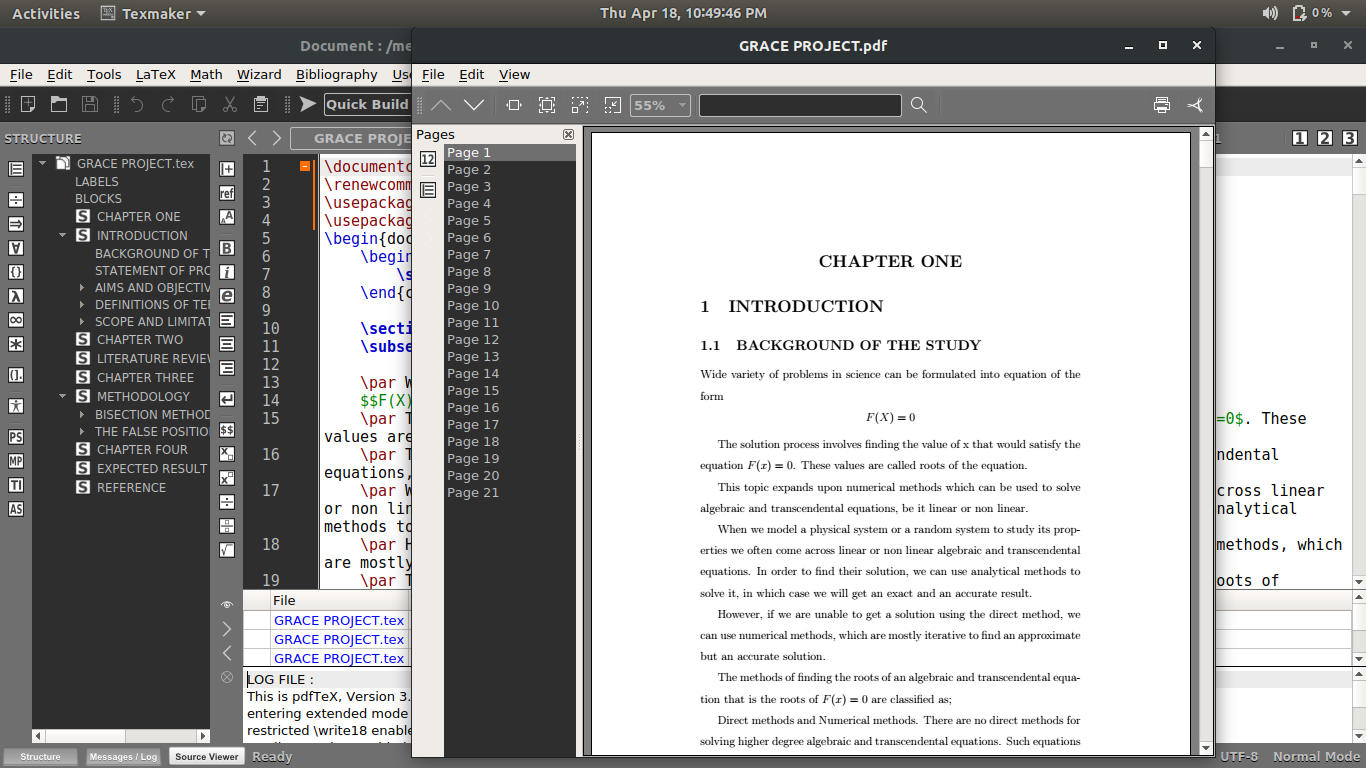 Activities Texmaker Thu Apr 18, 10:49:46 PM 0%
Document : /me
GRACE PROJECT.pdf
File Edit Tools LaTeX Math Wizard Bibliography Use
File Edit View
Quick Build
55%
STRUCTURE
GRACE PROJE
1 2 3
GRACE PROJECT.tex
LABELS
BLOCKS
CHAPTER ONE
INTRODUCTION
BACKGROUND OF T
STATEMENT OF PRO
AIMS AND OBJECTIV
DEFINITIONS OF TE
SCOPE AND LIMITAT
CHAPTER TWO
LITERATURE REVIE
CHAPTER THREE
METHODOLOGY
BISECTION METHOD
THE FALSE POSITIO
CHAPTER FOUR
EXPECTED RESULT
REFERENCE
1 \documentc
2 \renewcomm
3 \usepackag
4 \usepackag
5 \begin{doc
6 \begin
7 \s
8 \end{c
9
10 \secti
11 \subse
12
13 \par W
14 $$F(X)
15 \par T =0$. These
values are
16 \par T ndental
equations,
17 \par W cross linear
or non lin nalytical
methods to
18 \par H methods, which
are mostly
19 \par T oots of
Pages
Page 1
Page 2
Page 3
Page 4
Page 5
Page 6
Page 7
Page 8
Page 9
Page 10
Page 11
Page 12
Page 13
Page 14
Page 15
Page 16
Page 17
Page 18
Page 19
Page 20
Page 21
CHAPTER ONE
1 INTRODUCTION
1.1 BACKGROUND OF THE STUDY
Wide variety of problems in science can be formulated into equation of the
form
F(X) = 0
The solution process involves finding the value of x that would satisfy the
equation F(x) = 0. These values are called roots of the equation.
This topic expands upon numerical methods which can be used to solve
algebraic and transcendental equations, be it linear or non linear.
When we model a physical system or a random system to study its prop-
erties we often come across linear or non linear algebraic and transcendental
equations. In order to find their solution, we can use analytical methods to
solve it, in which case we will get an exact and an accurate result.
However, if we are unable to get a solution using the direct method, we
can use numerical methods, which are mostly iterative to find an approximate
but an accurate solution.
The methods of finding the roots of an algebraic and transcendental equa-
tion that is the roots of F(x) = 0 are classified as;
Direct methods and Numerical methods. There are no direct methods for
solving higher degree algebraic and transcendental equations. Such equations
File
GRACE PROJECT.tex
GRACE PROJECT.tex
GRACE PROJECT.tex
LOG FILE :
This is pdfTeX, Version 3.
entering extended mode
restricted \write18 enable
Structure Messages / Log Source Viewer Ready UTF-8 Normal Mode